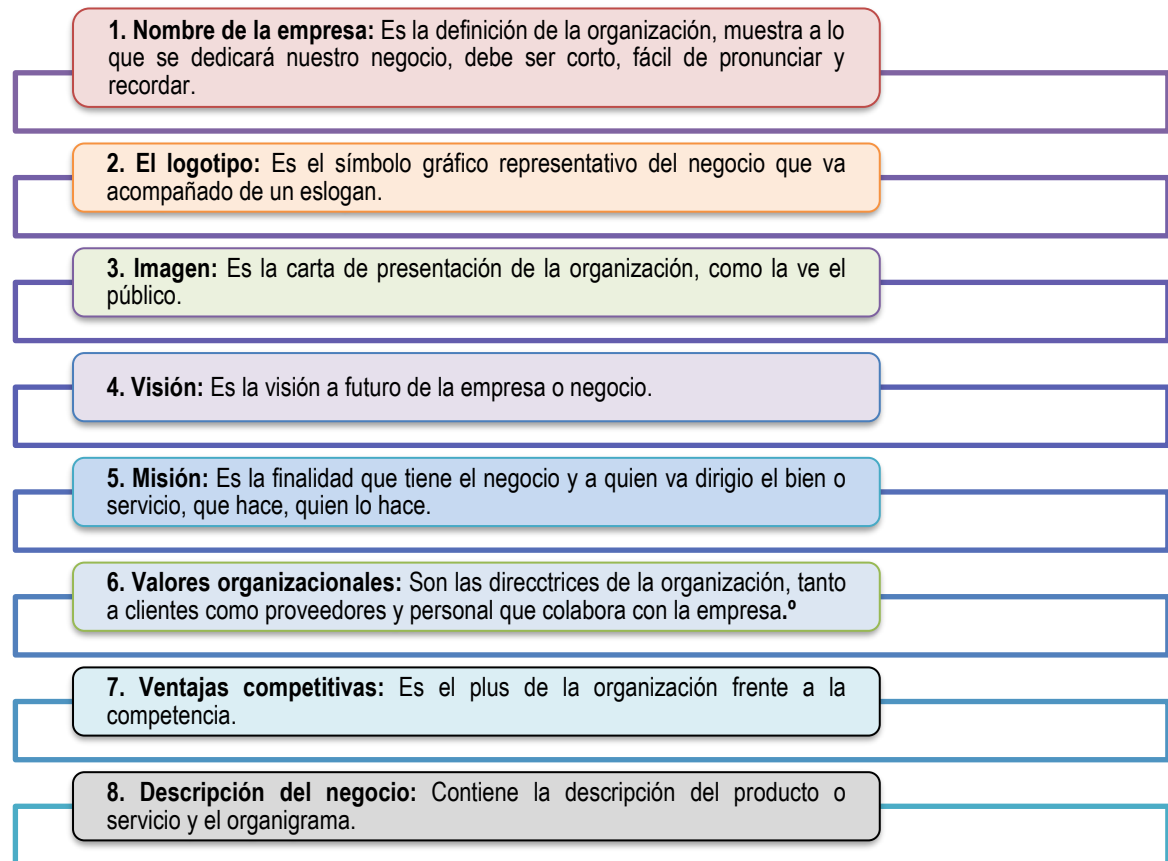 1. Nombre de la empresa: Es la definición de la organización, muestra a lo
que se dedicará nuestro negocio, debe ser corto, fácil de pronunciar y
recordar.
2. El logotipo: Es el símbolo gráfico representativo del negocio que va
acompañado de un eslogan.
3. Imagen: Es la carta de presentación de la organización, como la ve el
público.
4. Visión: Es la visión a futuro de la empresa o negocio.
5. Misión: Es la finalidad que tiene el negocio y a quien va dirigio el bien o
servicio, que hace, quien lo hace.
6. Valores organizacionales: Son las direcctrices de la organización, tanto
a clientes como proveedores y personal que colabora con la empresa.º
7. Ventajas competitivas: Es el plus de la organización frente a la
competencia.
8. Descripción del negocio: Contiene la descripción del producto o
servicio y el organigrama.